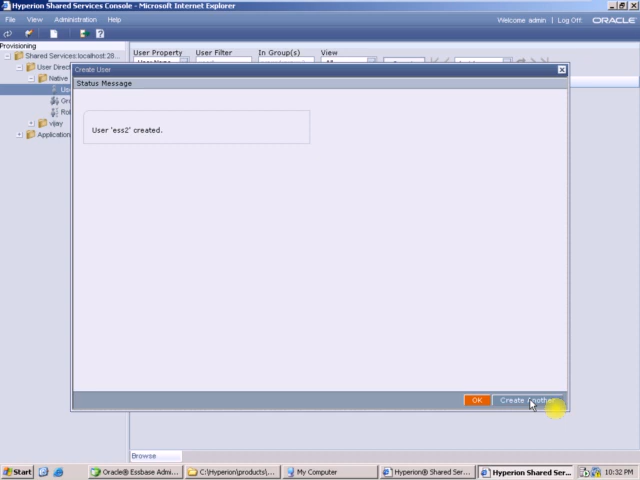 Hyperion Shared Services Console - Microsoft Internet Explorer
File View Administration Help
Welcome admin | Log Off ORACLE
Provisioning
Shared Services:localhost:28...
User Property User Filter In Group(s) View
User Direct
Create User
Native
Status Message
Us
Gro
Rol
User 'ess2' created.
vijay
Application
OK Create Another
Browse
Start Oracle® Essbase Admi... C:\Hyperion\products\... My Computer Hyperion® Shared Ser... Hyperion Shared Ser... 10:32 PM